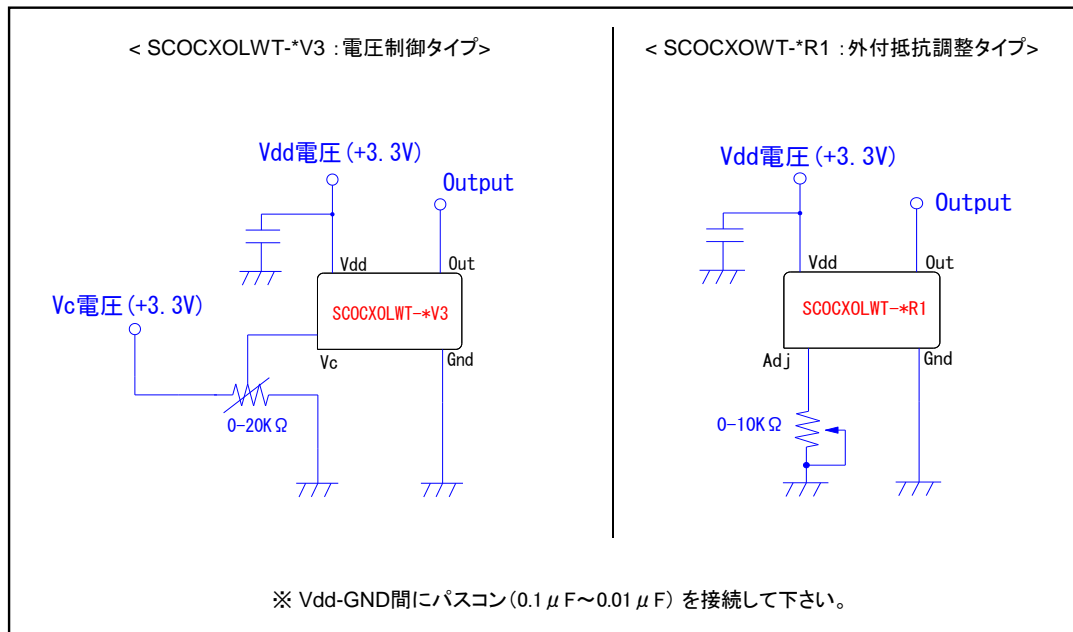 < SCOCXOLWT-*V3 : 電圧制御タイプ>
Vdd電圧(+3.3V)
Output
Vdd
Out
SCOCXOLWT-*V3
Vc電圧(+3.3V)
Vc
Gnd
0-20KΩ
< SCOCXOWT-*R1 : 外付抵抗調整タイプ>
Vdd電圧(+3.3V)
Output
Vdd
Out
SCOCXOLWT-*R1
Adj
Gnd
0-10KΩ
※ Vdd-GND間にパスコン(0.1μF~0.01μF) を接続して下さい。